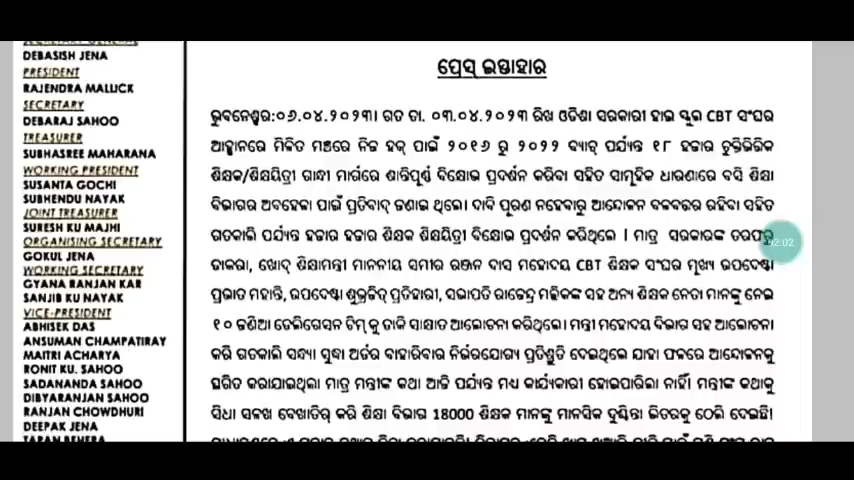 DEBASISH JENA
PRESIDENT
RAJENDRA MALLICK
SECRETARY
DEBARAJ SAHOO
TREASURER
SUBHASREE MAHARANA
WORKING PRESIDENT
SUSANTA GOCHI
SUBHENDU NAYAK
JOINT TREASURER
SURESH KU MAJHI
ORGANISING SECRETARY
GOKUL JENA
WORKING SECRETARY
GYANA RANJAN KAR
SANJIB KU NAYAK
VICE-PRESIDENT
ABHISEK DAS
ANSUMAN CHAMPATIRAY
MAITRI ACHARYA
RONIT KU. SAHOO
SADANANDA SAHOO
DIBYARANJAN SAHOO
RANJAN CHOWDHURI
DEEPAK JENA
TAPAN BEHERA
ପ୍ରେସ୍ ଇସ୍ତାହାର
ଭୁବନେଶ୍ୱର:୦୬.୦୪.୨୦୨୩। ଗତ ତା. ୦୩.୦୪.୨୦୨୩ ରିଖ ଓଡିଶା ସରକାରୀ ହାଇ ସ୍କୁଲ CBT ସଂଘର
ଆହ୍ୱାନରେ ମିଳିତ ମଞ୍ଚରେ ନିଜ ହକ୍ ପାଇଁ ୨୦୧୬ ରୁ ୨୦୨୨ ବ୍ୟାଚ୍ ପର୍ଯ୍ୟନ୍ତ ୧୮ ହଜାର ଚୁକ୍ତିଭିତିକ
ଶିକ୍ଷକ/ଶିକ୍ଷୟିତ୍ରୀ ଗାନ୍ଧୀ ମାର୍ଗରେ ଶାନ୍ତିପୂର୍ଣ୍ଣ ବିକ୍ଷୋଭ ପ୍ରଦର୍ଶନ କରିବା ସହିତ ସାମୂହିକ ଧାରଣାରେ ବସି ଶିକ୍ଷା
ବିଭାଗର ଅବହେଳା ପାଇଁ ପ୍ରତିବାଦ୍ ଜଣାଇ ଥିଲେ। ଦାବି ପୂରଣ ନହେବାରୁ ଆନ୍ଦୋଳନ ବଳବତ୍ତର ରହିବା ସହିତ
ଗତକାଲି ପର୍ଯ୍ୟନ୍ତ ହଜାର ହଜାର ଶିକ୍ଷକ ଶିକ୍ଷୟିତ୍ରୀ ବିକ୍ଷୋଭ ପ୍ରଦର୍ଶନ କରିଥିଲେ । ମାତ୍ର ସରକାରଙ୍କ ତରଫରୁ
ଡାକରା, ଖୋଦ୍ ଶିକ୍ଷାମନ୍ତ୍ରୀ ମାନନୀୟ ସମୀର ରଞ୍ଜନ ଦାସ ମହୋଦୟ CBT ଶିକ୍ଷକ ସଂଘର ମୁଖ୍ୟ ଉପଦେଷ୍ଟା
ପ୍ରଭାତ ମହାନ୍ତି, ଉପଦେଷ୍ଟା ଶୁଭ୍ରଜିତ୍ ପ୍ରତିହାରୀ, ସଭାପତି ରାଜେନ୍ଦ୍ର ମଲ୍ଲିକଙ୍କ ସହ ଅନ୍ୟ ଶିକ୍ଷକ ନେତା ମାନଙ୍କୁ ନେଇ
୧୦ ଜଣିଆ ଡେଲିଗେସନ ଟିମ୍ କୁ ଡାକି ସାକ୍ଷାତ ଆଲୋଚନା କରିଥିଲେ। ମନ୍ତ୍ରୀ ମହୋଦୟ ବିଭାଗ ସହ ଆଲୋଚନା
କରି ଗତକାଲି ସନ୍ଧ୍ୟା ସୁଦ୍ଧା ଅର୍ଡର ବାହାରିବାର ନିର୍ଭରଯୋଗ୍ୟ ପ୍ରତିଶ୍ରୁତି ଦେଇଥିଲେ ଯାହା ଫଳରେ ଆନ୍ଦୋଳନକୁ
ସ୍ଥଗିତ କରାଯାଇଥିଲା ମାତ୍ର ମନ୍ତ୍ରୀଙ୍କ କଥା ଆଜି ପର୍ଯ୍ୟନ୍ତ ମଧ୍ୟ କାର୍ଯ୍ୟକାରୀ ହୋଇପାରିଲା ନାହିଁ। ମନ୍ତ୍ରୀଙ୍କ କଥାକୁ
ସିଧା ସଳଖ ବେଖାତିର୍ କରି ଶିକ୍ଷା ବିଭାଗ 18000 ଶିକ୍ଷକ ମାନଙ୍କୁ ମାନସିକ ଦୁଶ୍ଚିନ୍ତା ଭିତରକୁ ଠେଲି ଦେଇଛି।